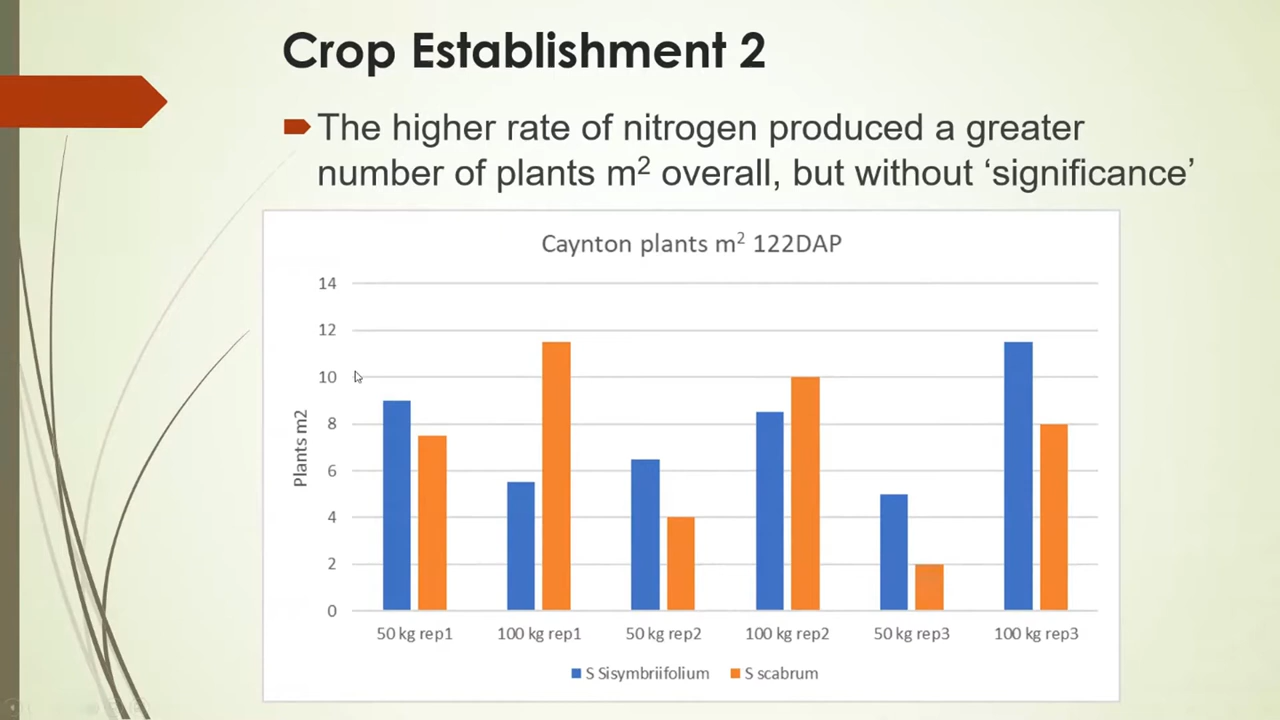 Crop Establishment 2
The higher rate of nitrogen produced a greater
number of plants m² overall, but without ‘significance’
Caynton plants m² 122DAP
14
12
10
8
6
4
2
0
Plants m2
50 kg rep1 100 kg rep1 50 kg rep2 100 kg rep2 50 kg rep3 100 kg rep3
S Sisymbriifolium S scabrum